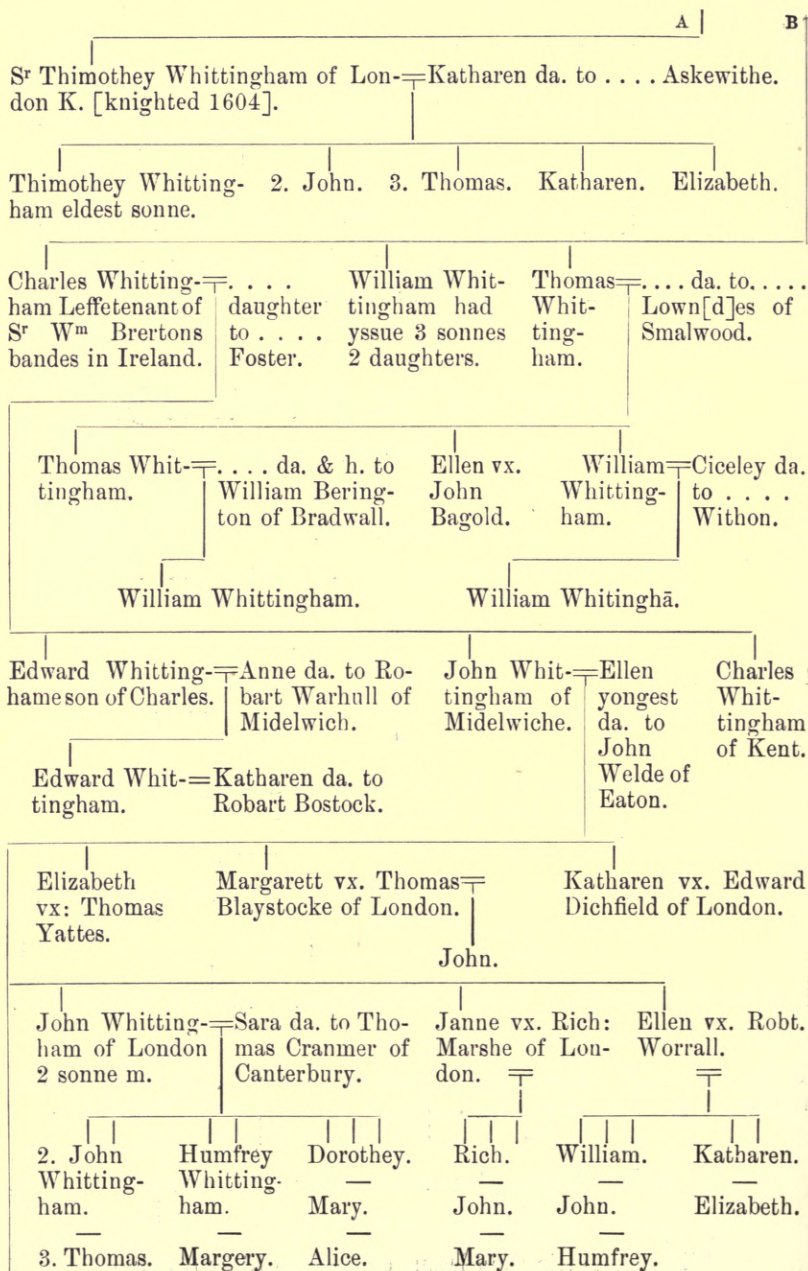 A B
Sr Thimothey Whittingham of Lon-╤Katharen da. to . . . . Askewithe.
don K. [knighted 1604].
Thimothey Whitting- 2. John. 3. Thomas. Katharen. Elizabeth.
ham eldest sonne.
Charles Whitting-╤. . . .
ham Leffetenant of daughter
Sr Wm Brertons to . . . .
bandes in Ireland. Foster.
William Whit-
tingham had
yssue 3 sonnes
2 daughters.
Thomas╤. . . . da. to. . . . .
Whit- Lown[d]es of
ting- Smalwood.
ham.
Thomas Whit-╤. . . . da. & h. to
tingham. William Bering-
ton of Bradwall.
Ellen vx.
John
Bagold.
William╤Ciceley da.
Whitting- to . . . .
ham. Withon.
William Whittingham. William Whitinghā.
Edward Whitting-╤Anne da. to Ro-
hame son of Charles. bart Warhull of
Midelwich.
John Whit-╤Ellen
tingham of yongest
Midelwiche. da. to
John
Welde of
Eaton.
Charles
Whit-
tingham
of Kent.
Edward Whit-=Katharen da. to
tingham. Robart Bostock.
Elizabeth
vx: Thomas
Yattes.
Margarett vx. Thomas╤
Blaystocke of London.
John.
Katharen vx. Edward
Dichfield of London.
John Whitting-╤Sara da. to Tho-
ham of London mas Cranmer of
2 sonne m. Canterbury.
Janne vx. Rich:
Marshe of Lon-
don. ╤
Ellen vx. Robt.
Worrall.
╤
2. John
Whitting-
ham.
—
3. Thomas.
Humfrey
Whitting-
ham.
—
Margery.
Dorothey.
—
Mary.
—
Alice.
Rich.
—
John.
—
Mary.
William.
—
John.
—
Humfrey.
Katharen.
—
Elizabeth.